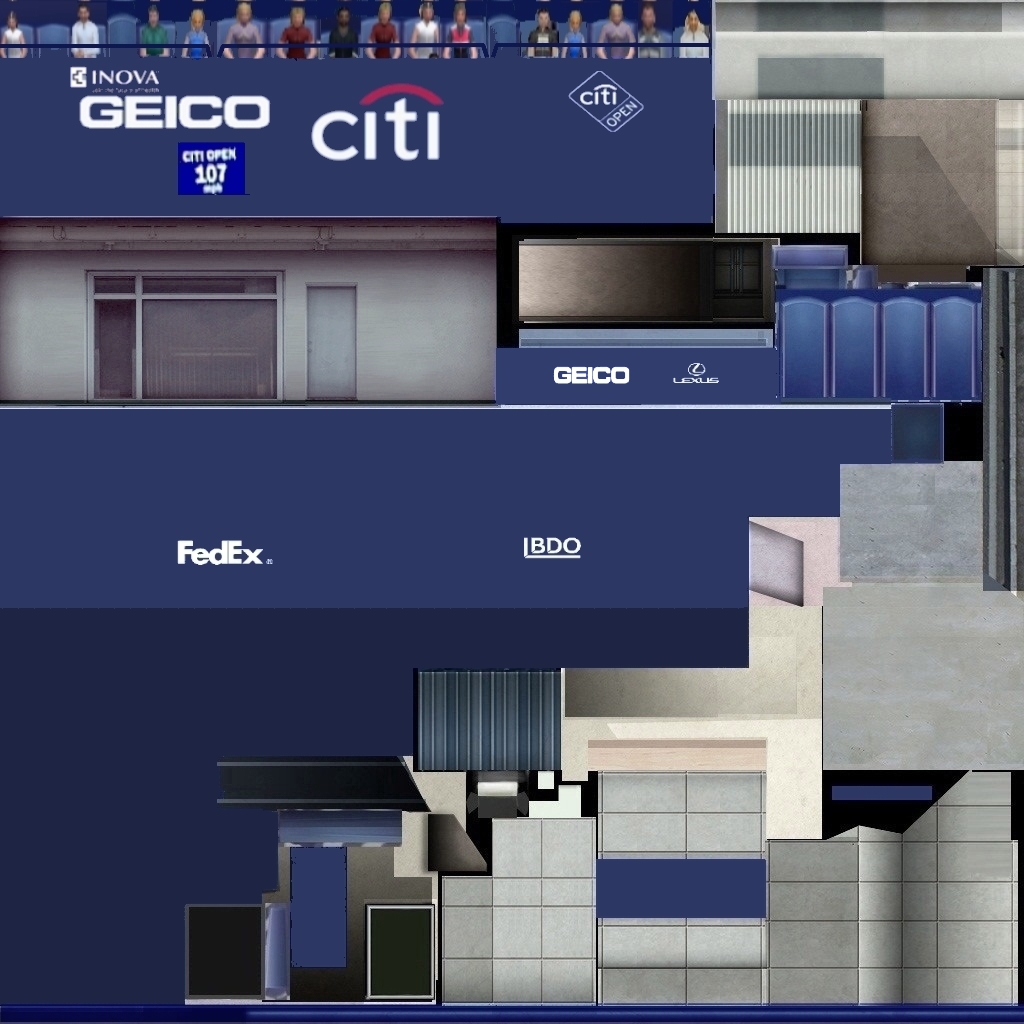 INOVA
GEICO
citi
citi
OPEN
CITI OPEN
107
mph
GEICO
LEXUS
FedEx
BDO